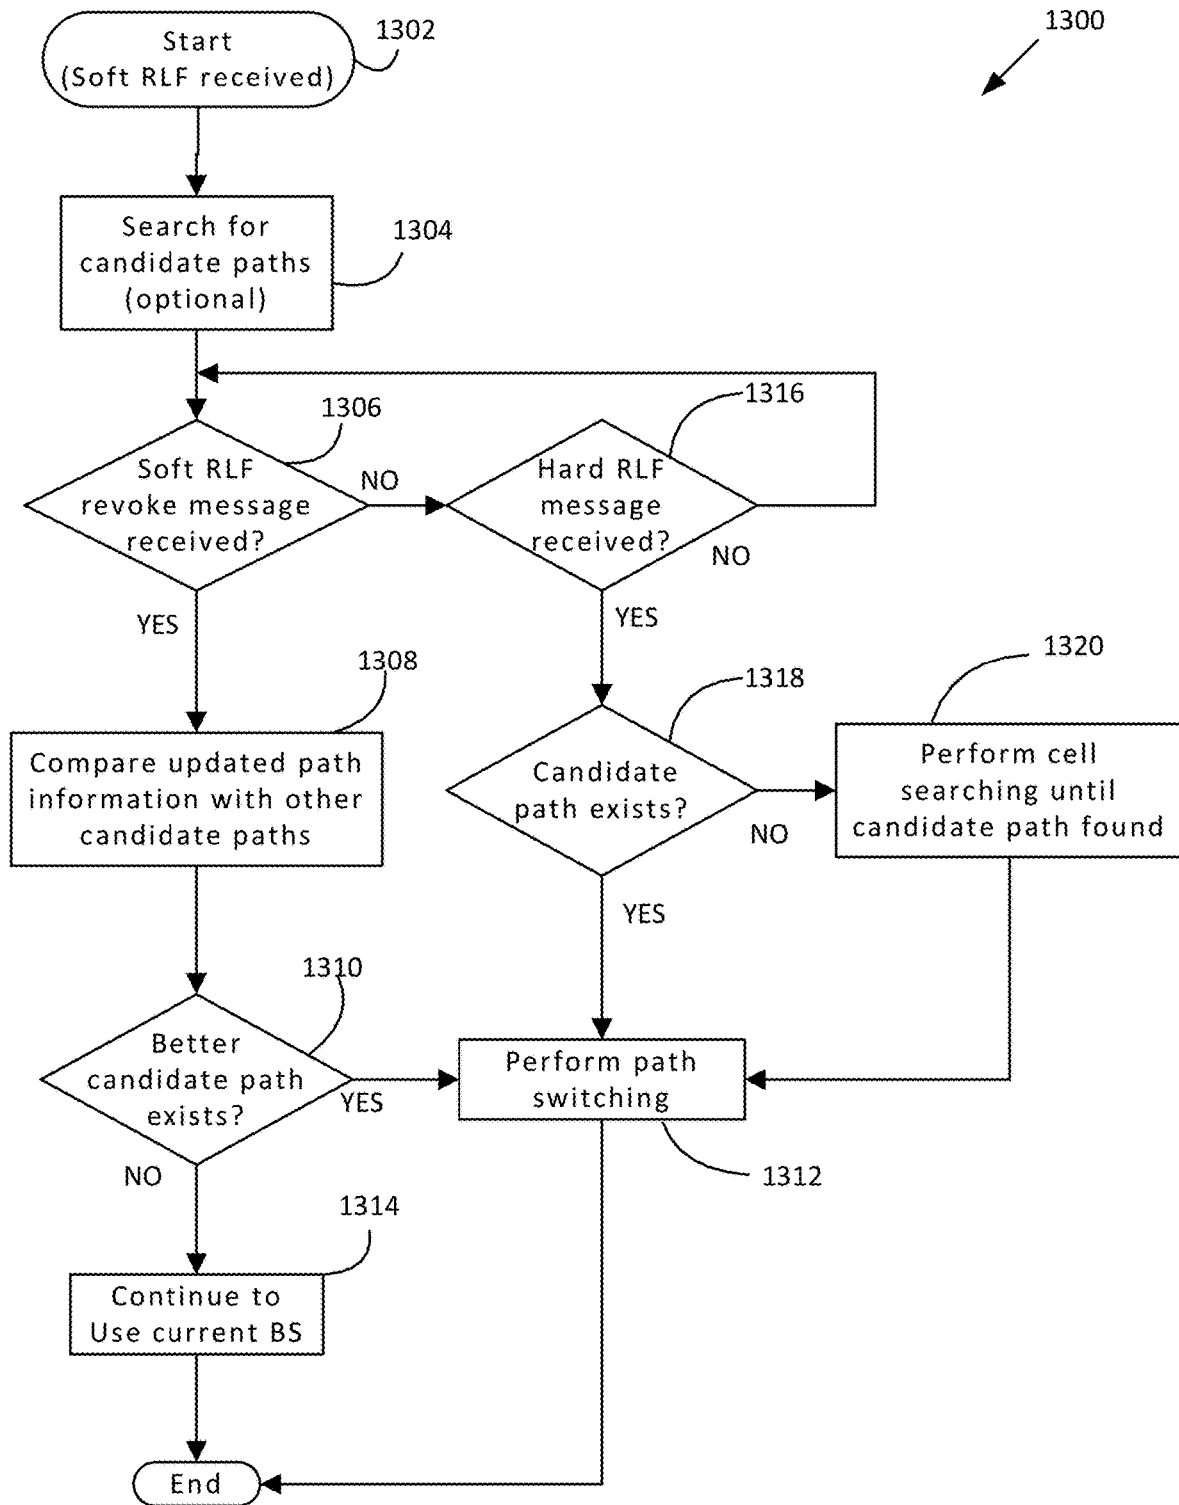 1300
Start
(Soft RLF received)
1302
Search for
candidate paths
(optional)
1304
Soft RLF
revoke message
received?
1306
NO
YES
Hard RLF
message
received?
1316
NO
YES
Compare updated path
information with other
candidate paths
1308
Candidate
path exists?
1318
NO
YES
Perform cell
searching until
candidate path found
1320
Better
candidate path
exists?
1310
YES
NO
Perform path
switching
1312
Continue to
Use current BS
1314
End